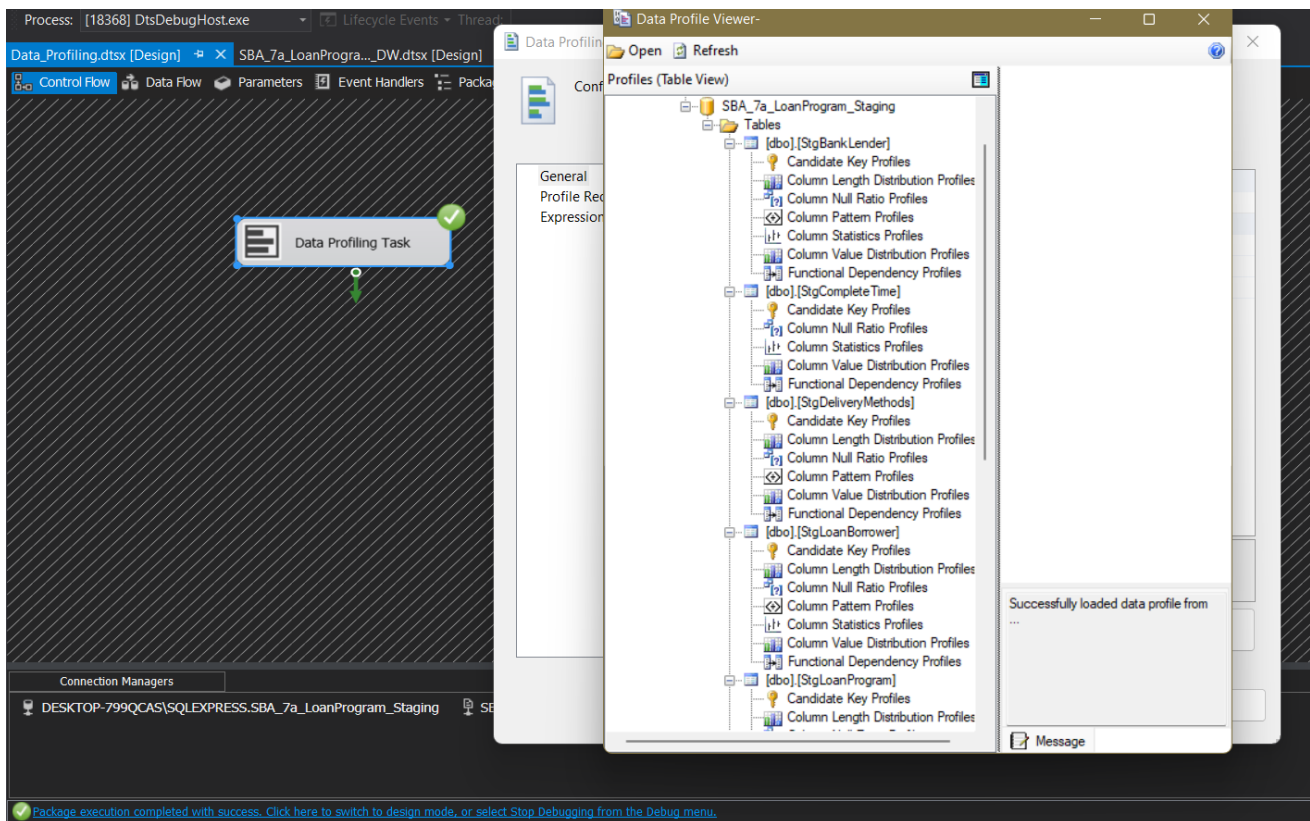 Process: [18368] DtsDebugHost.exe Lifecycle Events Thread:
Data_Profiling.dtsx [Design] SBA_7a_LoanProgra..._DW.dtsx [Design]
Control Flow Data Flow Parameters Event Handlers Packa
Data Profiling Task
Connection Managers
DESKTOP-799QCAS\SQLEXPRESS.SBA_7a_LoanProgram_Staging SE
Package execution completed with success. Click here to switch to design mode, or select Stop Debugging from the Debug menu.
Data Profilin
Conf
General
Profile Rec
Expression
Data Profile Viewer-
Open Refresh
Profiles (Table View)
SBA_7a_LoanProgram_Staging
Tables
[dbo].[StgBankLender]
Candidate Key Profiles
Column Length Distribution Profiles
Column Null Ratio Profiles
Column Pattern Profiles
Column Statistics Profiles
Column Value Distribution Profiles
Functional Dependency Profiles
[dbo].[StgCompleteTime]
Candidate Key Profiles
Column Null Ratio Profiles
Column Statistics Profiles
Column Value Distribution Profiles
Functional Dependency Profiles
[dbo].[StgDeliveryMethods]
Candidate Key Profiles
Column Length Distribution Profiles
Column Null Ratio Profiles
Column Pattern Profiles
Column Value Distribution Profiles
Functional Dependency Profiles
[dbo].[StgLoanBorrower]
Candidate Key Profiles
Column Length Distribution Profiles
Column Null Ratio Profiles
Column Pattern Profiles
Column Statistics Profiles
Column Value Distribution Profiles
Functional Dependency Profiles
[dbo].[StgLoanProgram]
Candidate Key Profiles
Column Length Distribution Profiles
Successfully loaded data profile from
...
Message